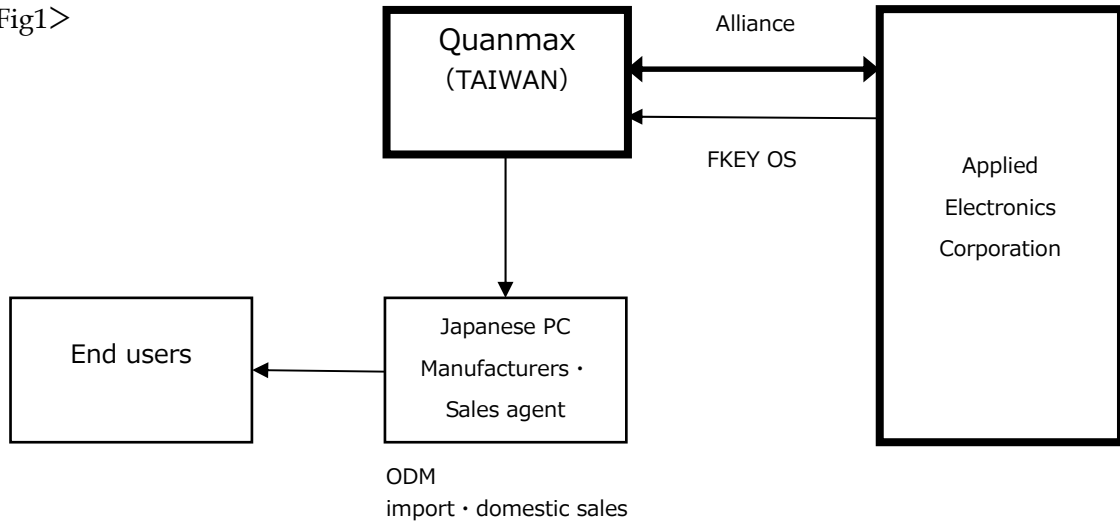 Fig1>
Quanmax
（TAIWAN）
Alliance
FKEY OS
Applied
Electronics
Corporation
End users
Japanese PC
Manufacturers・
Sales agent
ODM
import・domestic sales